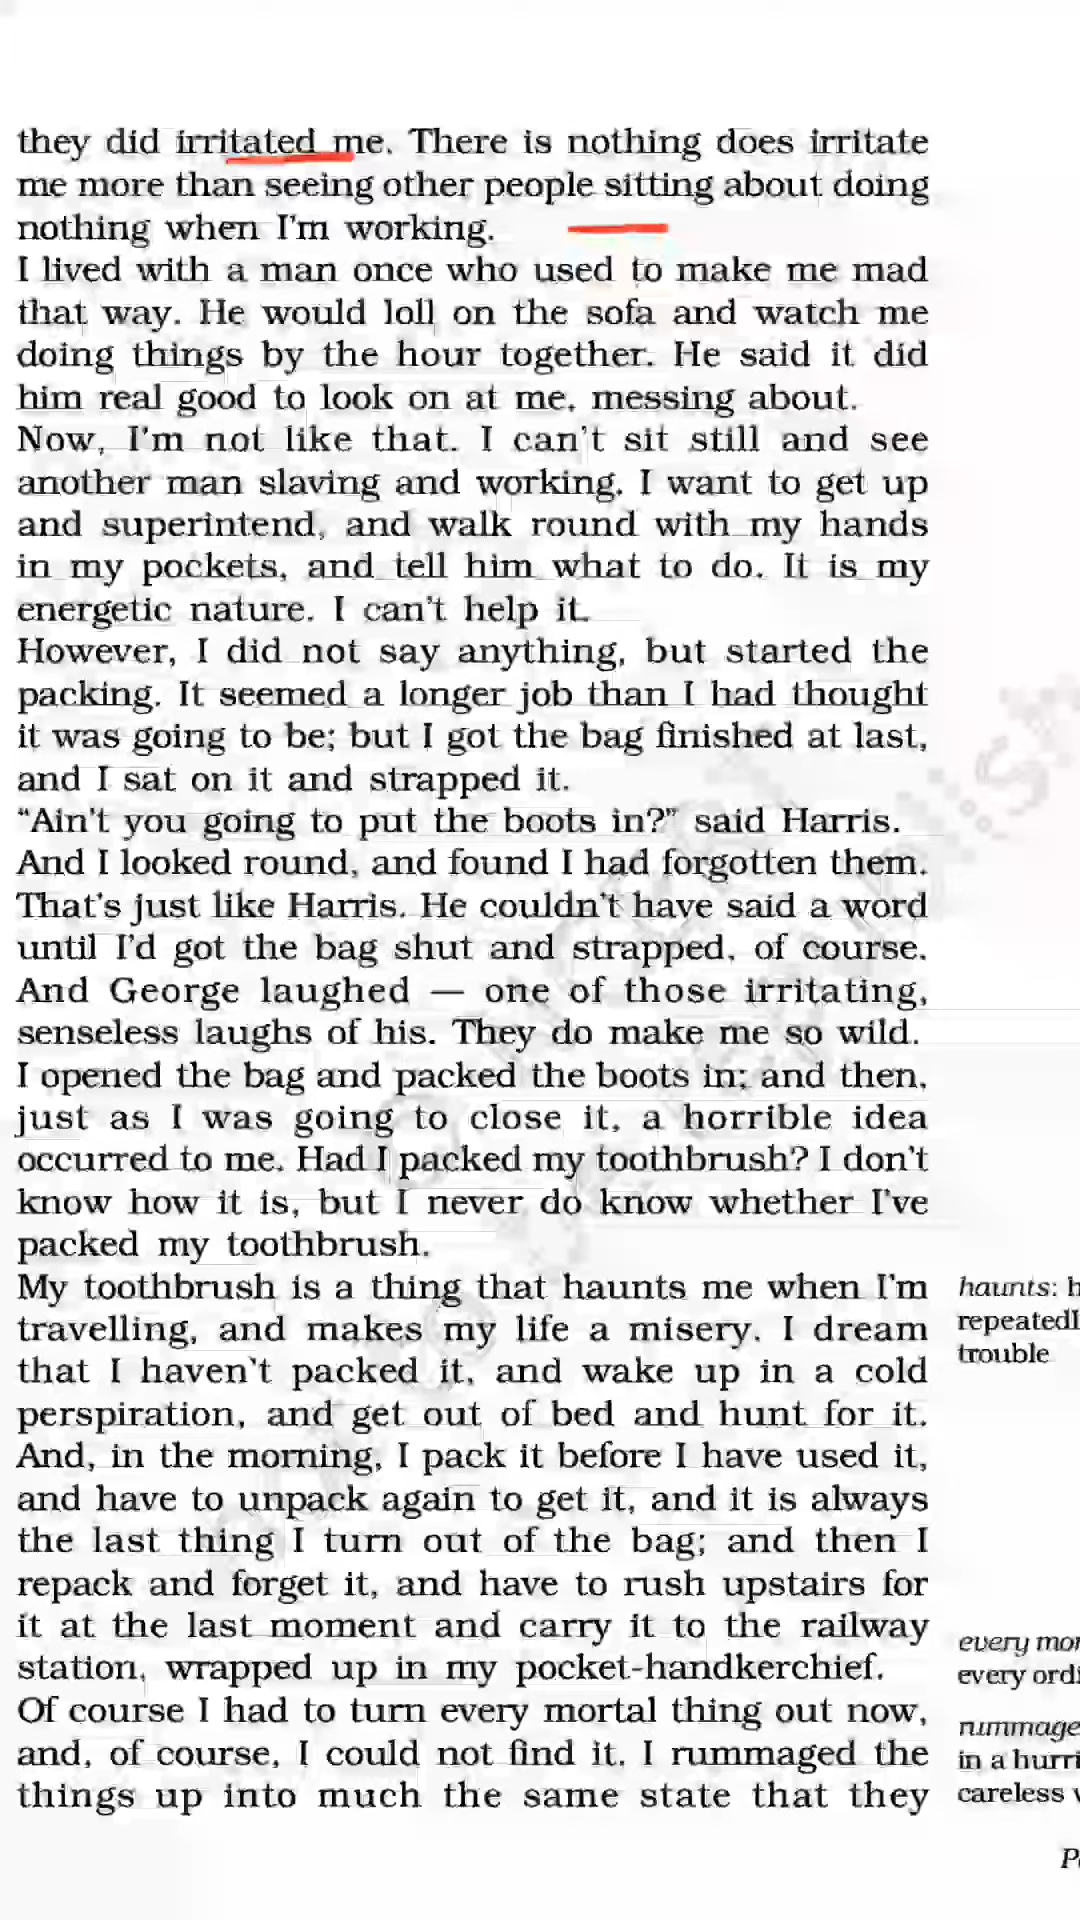 they did irritated me. There is nothing does irritate
me more than seeing other people sitting about doing
nothing when I'm working.
I lived with a man once who used to make me mad
that way. He would loll on the sofa and watch me
doing things by the hour together. He said it did
him real good to look on at me, messing about.
Now, I'm not like that. I can't sit still and see
another man slaving and working. I want to get up
and superintend, and walk round with my hands
in my pockets, and tell him what to do. It is my
energetic nature. I can't help it.
However, I did not say anything, but started the
packing. It seemed a longer job than I had thought
it was going to be; but I got the bag finished at last,
and I sat on it and strapped it.
“Ain't you going to put the boots in?” said Harris.
And I looked round, and found I had forgotten them.
That's just like Harris. He couldn't have said a word
until I'd got the bag shut and strapped, of course.
And George laughed — one of those irritating,
senseless laughs of his. They do make me so wild.
I opened the bag and packed the boots in; and then,
just as I was going to close it, a horrible idea
occurred to me. Had I packed my toothbrush? I don't
know how it is, but I never do know whether I've
packed my toothbrush.
My toothbrush is a thing that haunts me when I'm
travelling, and makes my life a misery. I dream
that I haven't packed it, and wake up in a cold
perspiration, and get out of bed and hunt for it.
And, in the morning, I pack it before I have used it,
and have to unpack again to get it, and it is always
the last thing I turn out of the bag; and then I
repack and forget it, and have to rush upstairs for
it at the last moment and carry it to the railway
station, wrapped up in my pocket-handkerchief.
Of course I had to turn every mortal thing out now,
and, of course, I could not find it. I rummaged the
things up into much the same state that they
haunts:
trouble
every
every
rummage
in a
careless